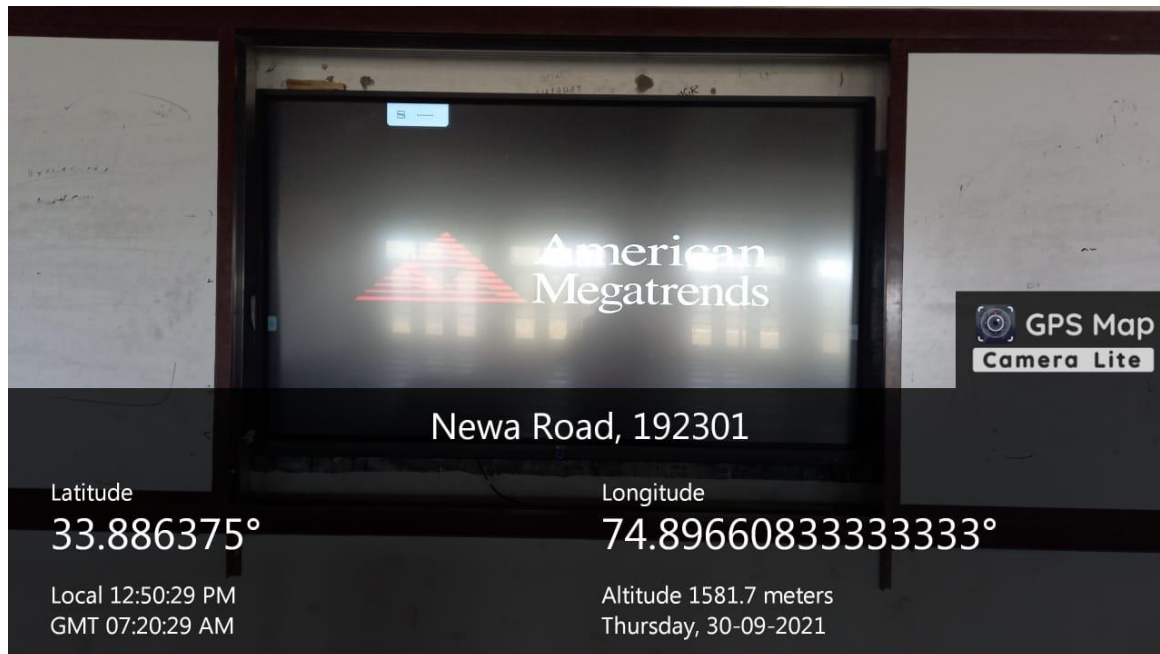 American
Megatrends
GPS Map
Camera Lite
Newa Road, 192301
Latitude
33.886375°
Longitude
74.89660833333333°
Local 12:50:29 PM
GMT 07:20:29 AM
Altitude 1581.7 meters
Thursday, 30-09-2021